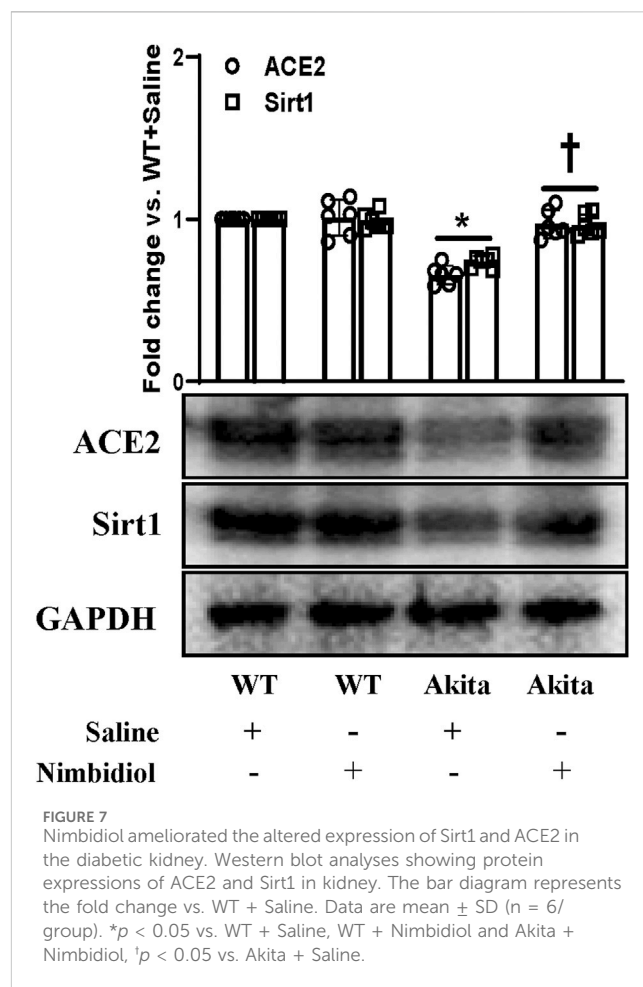 2
ACE2
Sirt1
Fold change vs. WT+Saline
1
*
†
0
ACE2
Sirt1
GAPDH
WT WT Akita Akita
Saline + - + -
Nimbidiol - + - +
FIGURE 7
Nimbidiol ameliorated the altered expression of Sirt1 and ACE2 in
the diabetic kidney. Western blot analyses showing protein
expressions of ACE2 and Sirt1 in kidney. The bar diagram represents
the fold change vs. WT + Saline. Data are mean ± SD (n = 6/
group). *p < 0.05 vs. WT + Saline, WT + Nimbidiol and Akita +
Nimbidiol, †p < 0.05 vs. Akita + Saline.